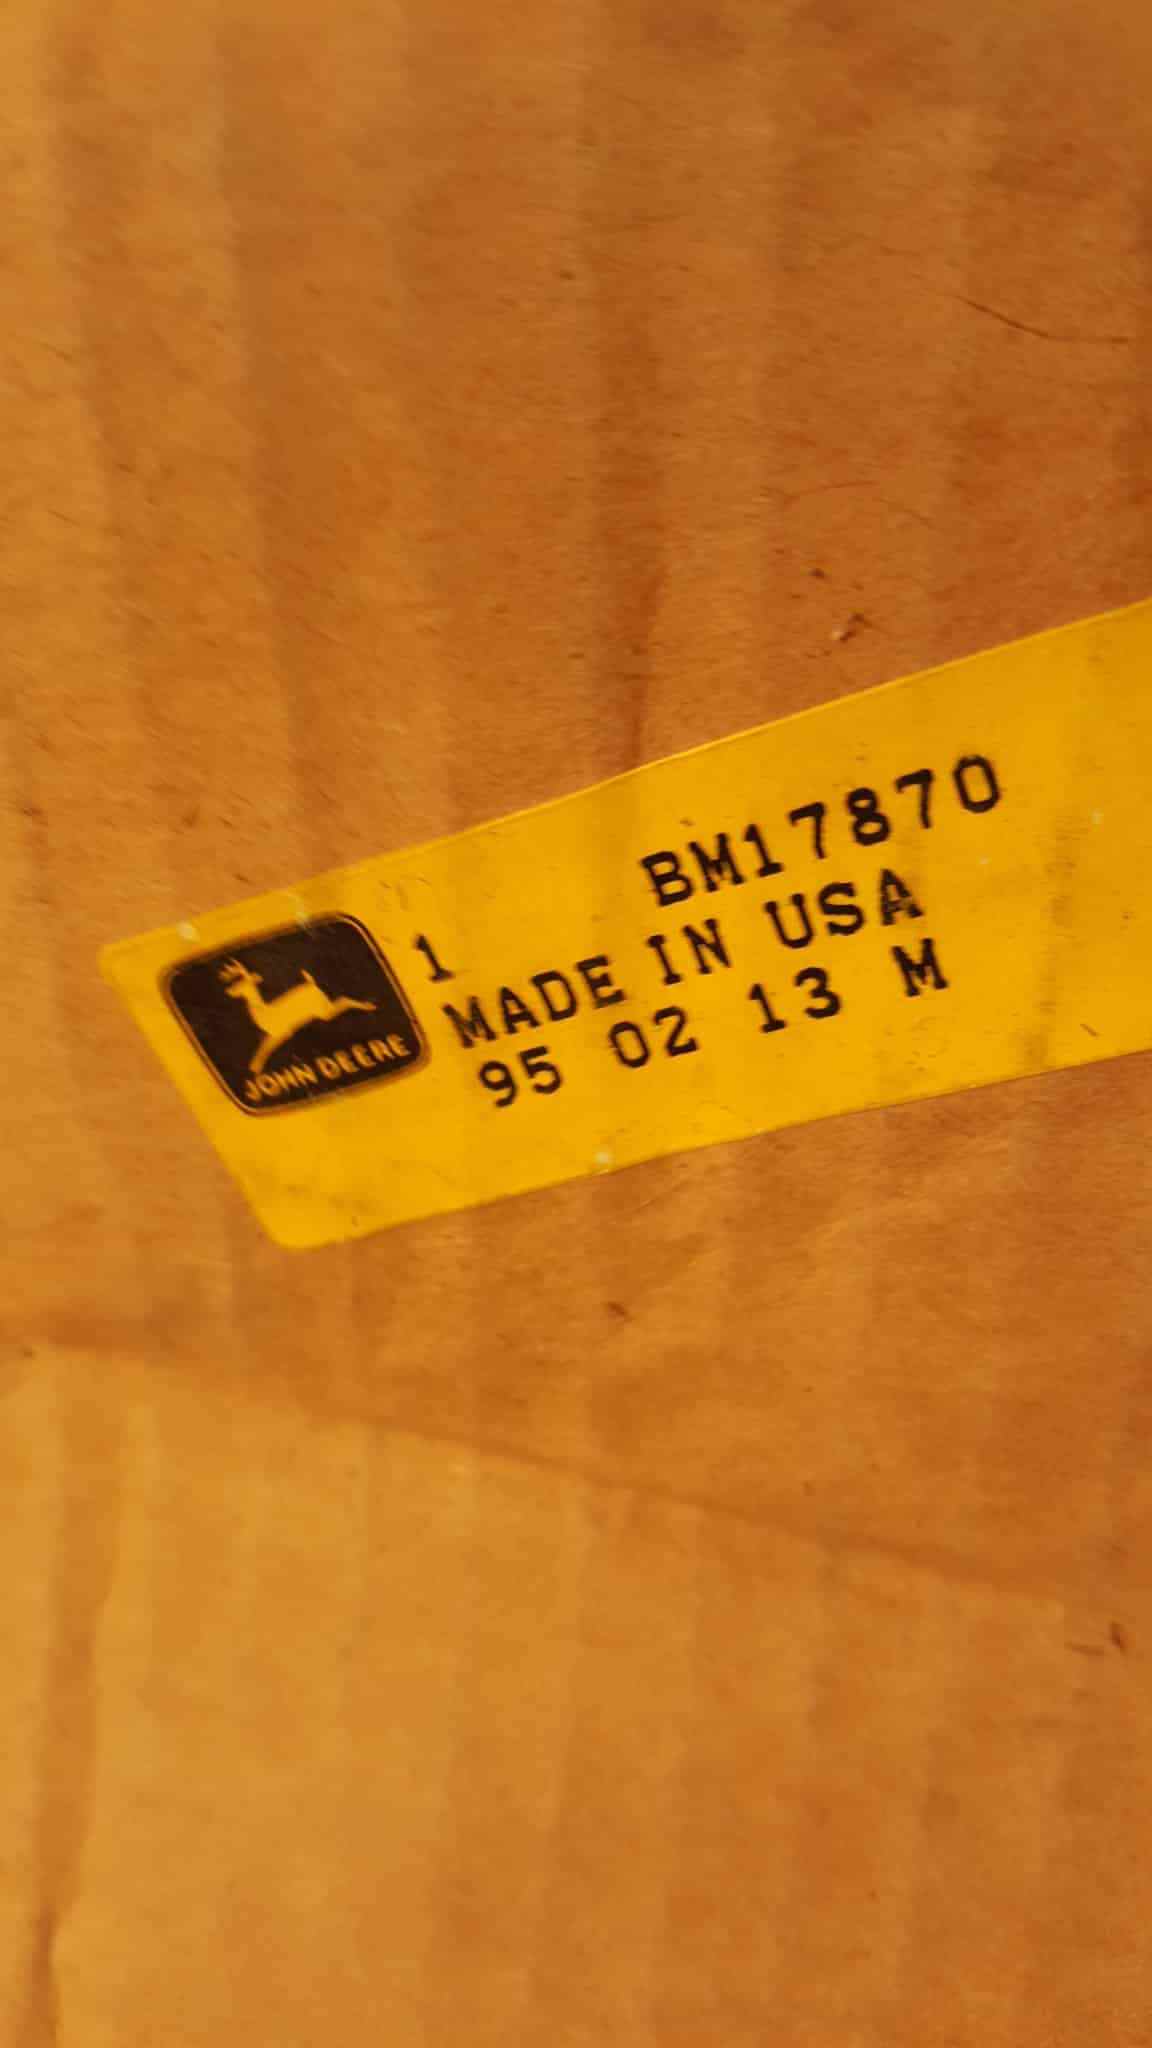 BM17870
1
MADE IN USA
95 02 13 M
JOHN DEERE